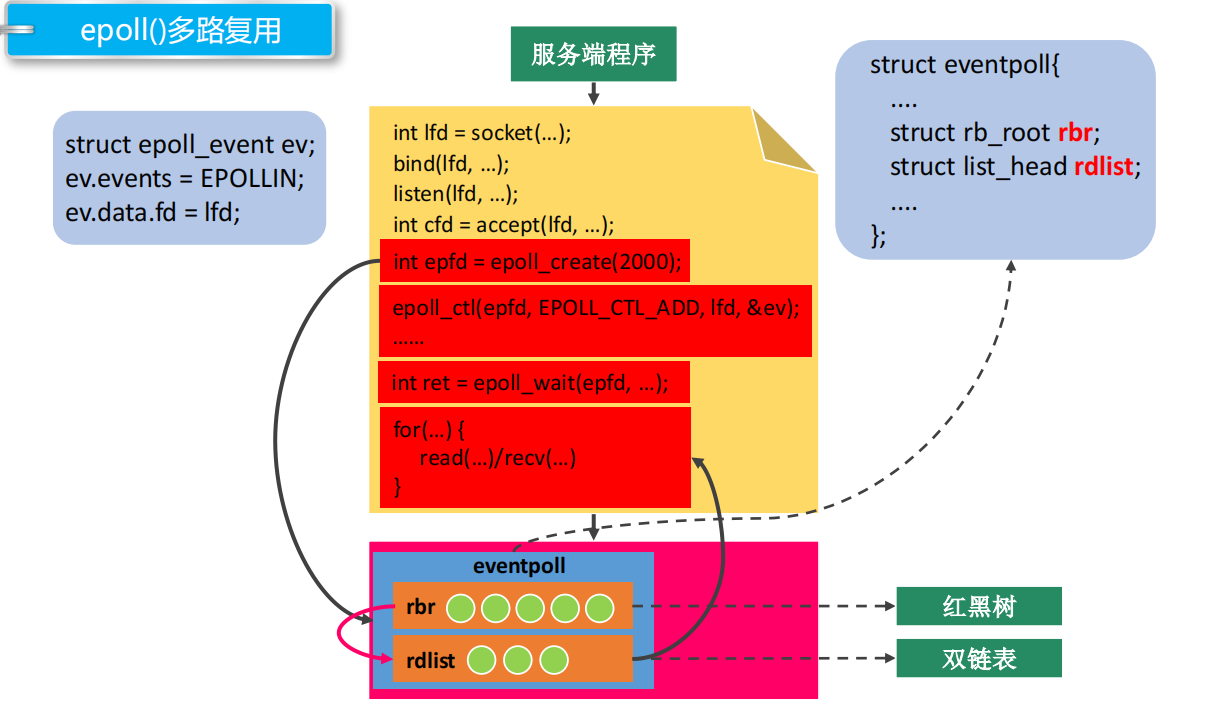 epoll()多路复用
服务端程序
struct epoll_event ev;
ev.events = EPOLLIN;
ev.data.fd = lfd;
int lfd = socket(…);
bind(lfd, …);
listen(lfd, …);
int cfd = accept(lfd, …);
int epfd = epoll_create(2000);
epoll_ctl(epfd, EPOLL_CTL_ADD, lfd, &ev);
……
int ret = epoll_wait(epfd, …);
for(…) {
read(…)/recv(…)
}
struct eventpoll{
....
struct rb_root rbr;
struct list_head rdlist;
....
};
eventpoll
rbr
rdlist
红黑树
双链表